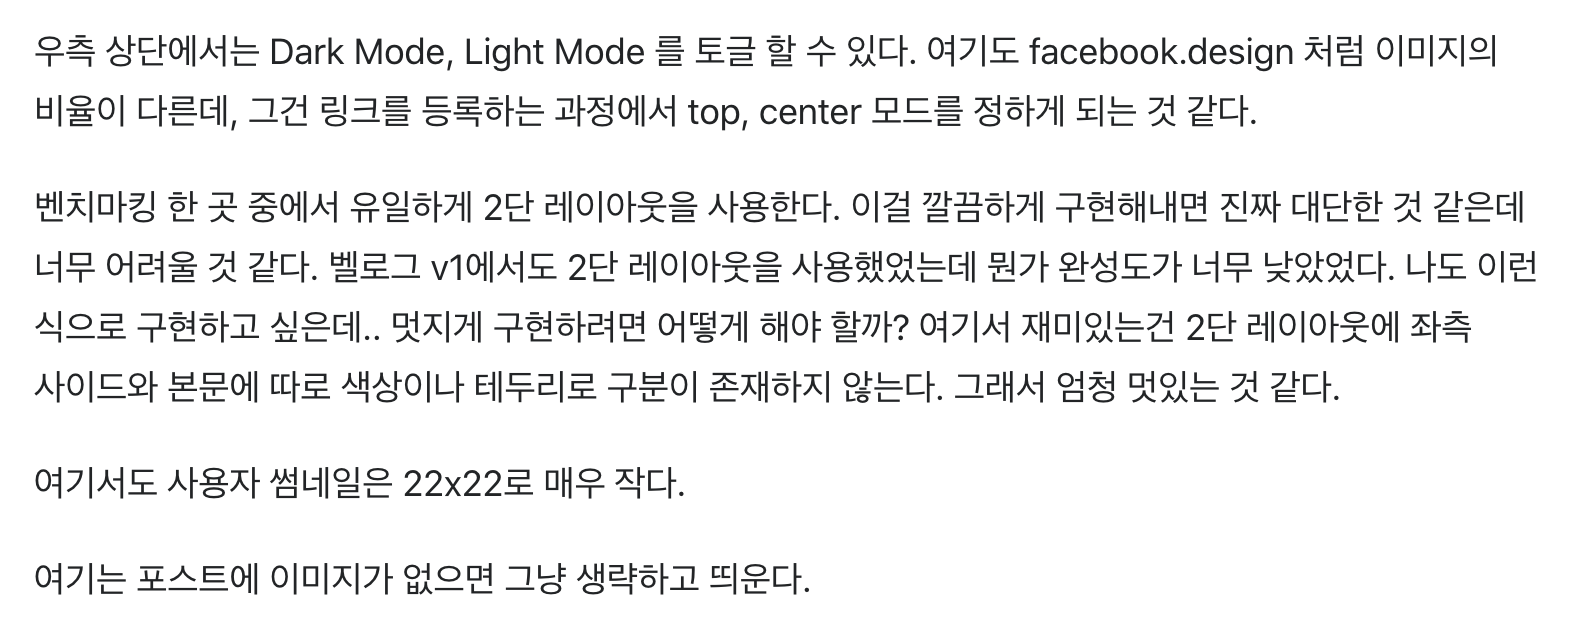 우측 상단에서는 Dark Mode, Light Mode 를 토글 할 수 있다. 여기도 facebook.design 처럼 이미지의
비율이 다른데, 그건 링크를 등록하는 과정에서 top, center 모드를 정하게 되는 것 같다.
벤치마킹 한 곳 중에서 유일하게 2단 레이아웃을 사용한다. 이걸 깔끔하게 구현해내면 진짜 대단한 것 같은데
너무 어려울 것 같다. 벨로그 v1에서도 2단 레이아웃을 사용했었는데 뭔가 완성도가 너무 낮았었다. 나도 이런
식으로 구현하고 싶은데.. 멋지게 구현하려면 어떻게 해야 할까? 여기서 재미있는건 2단 레이아웃에 좌측
사이드와 본문에 따로 색상이나 테두리로 구분이 존재하지 않는다. 그래서 엄청 멋있는 것 같다.
여기서도 사용자 썸네일은 22x22로 매우 작다.
여기는 포스트에 이미지가 없으면 그냥 생략하고 띄운다.